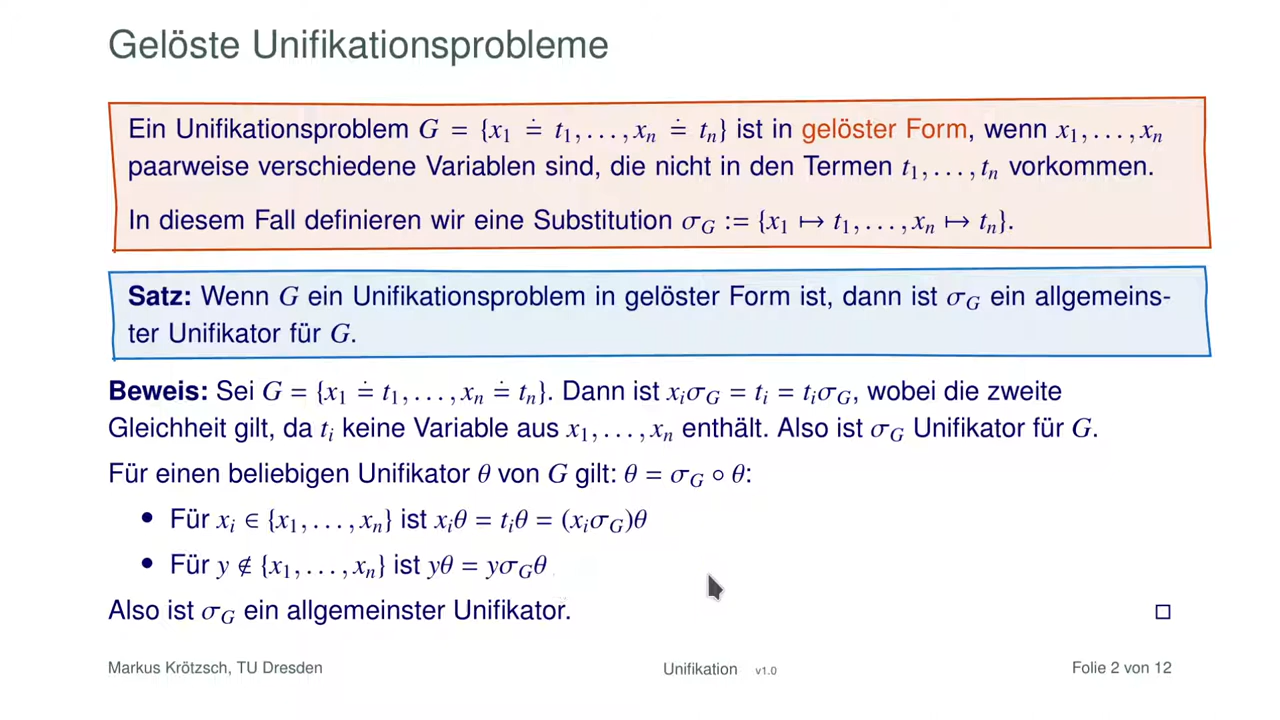 Gelöste Unifikationsprobleme
Ein Unifikationsproblem G = {x₁ ≐ t₁, . . . , xₙ ≐ tₙ} ist in gelöster Form, wenn x₁, . . . , xₙ
paarweise verschiedene Variablen sind, die nicht in den Termen t₁, . . . , tₙ vorkommen.
In diesem Fall definieren wir eine Substitution σ_G := {x₁ ↦ t₁, . . . , xₙ ↦ tₙ}.
Satz: Wenn G ein Unifikationsproblem in gelöster Form ist, dann ist σ_G ein allgemeins-
ter Unifikator für G.
Beweis: Sei G = {x₁ ≐ t₁, . . . , xₙ ≐ tₙ}. Dann ist xᵢσ_G = tᵢ = tᵢσ_G, wobei die zweite
Gleichheit gilt, da tᵢ keine Variable aus x₁, . . . , xₙ enthält. Also ist σ_G Unifikator für G.
Für einen beliebigen Unifikator θ von G gilt: θ = σ_G ∘ θ:
• Für xᵢ ∈ {x₁, . . . , xₙ} ist xᵢθ = tᵢθ = (xᵢσ_G)θ
• Für y ∉ {x₁, . . . , xₙ} ist yθ = yσ_Gθ
Also ist σ_G ein allgemeinster Unifikator. □
Markus Krötzsch, TU Dresden Unifikation v1.0 Folie 2 von 12